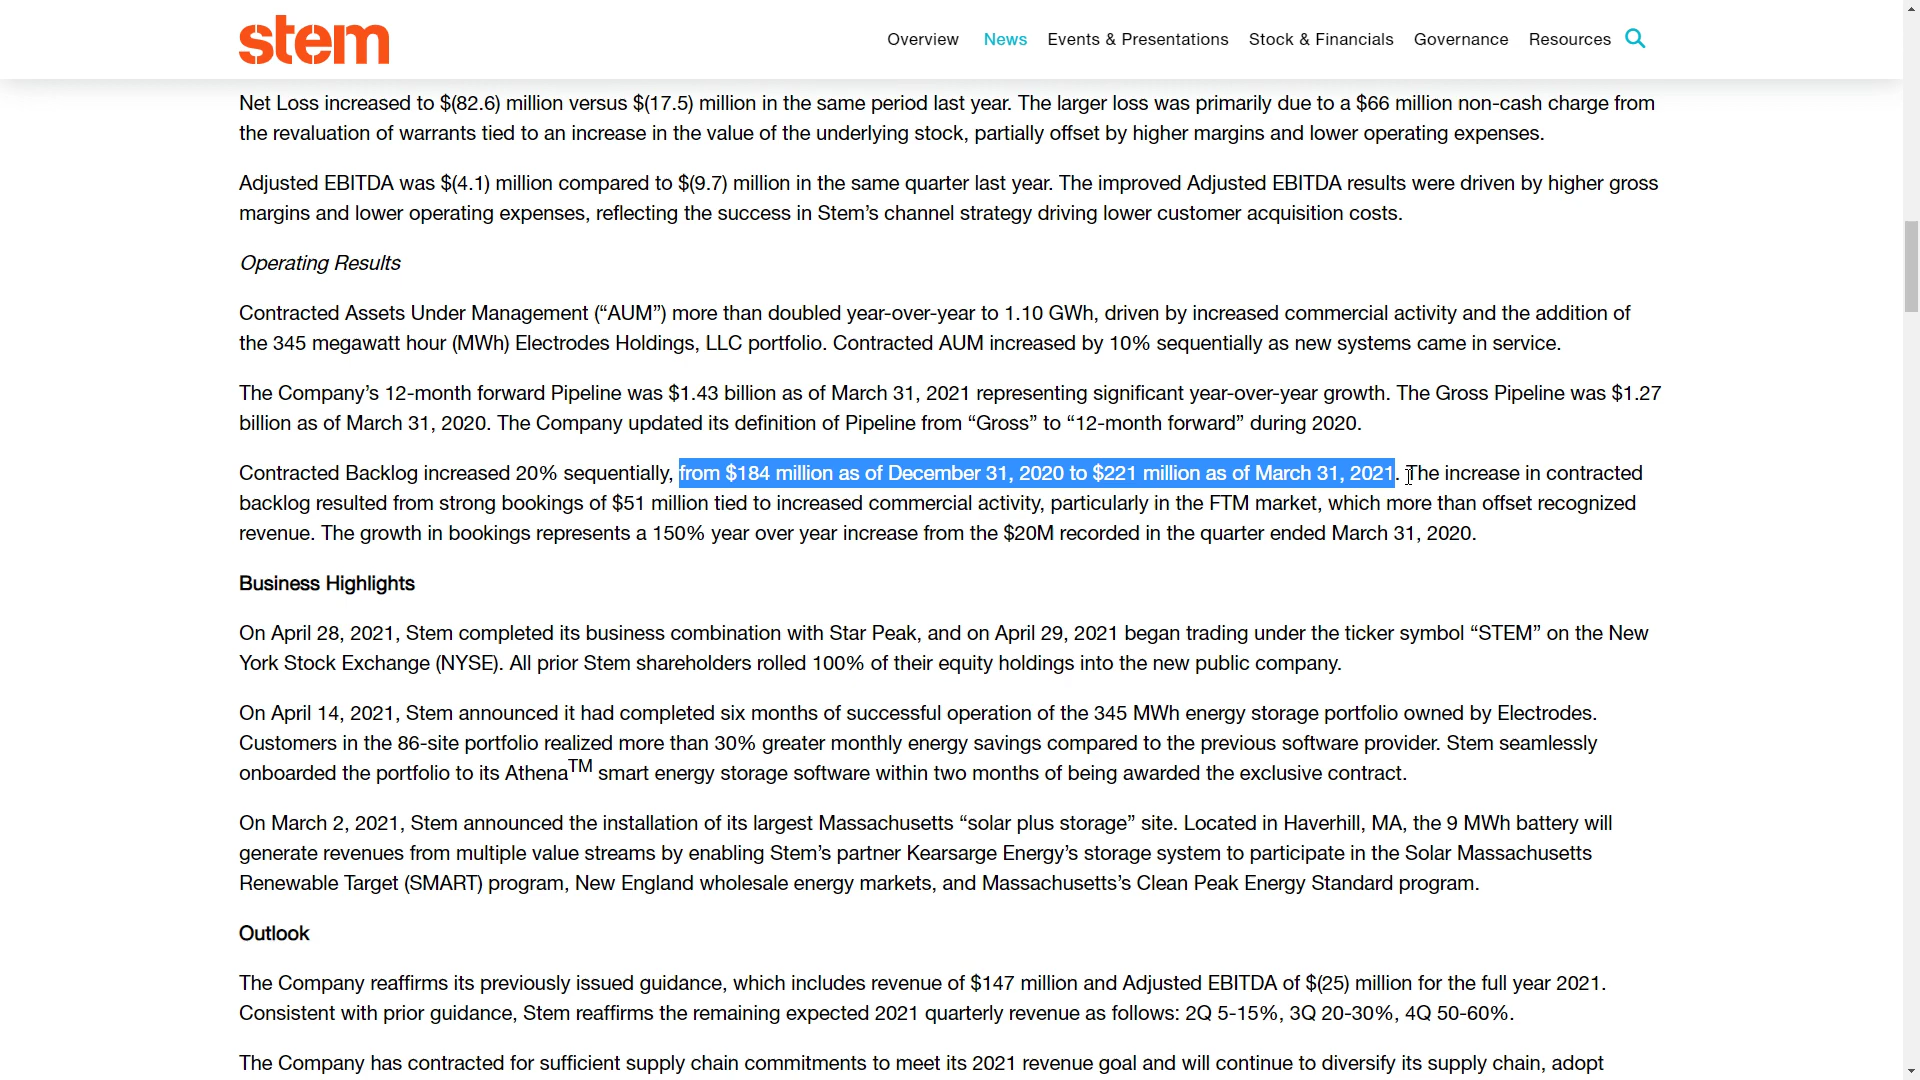 stem
Overview News Events & Presentations Stock & Financials Governance Resources
Net Loss increased to $(82.6) million versus $(17.5) million in the same period last year. The larger loss was primarily due to a $66 million non-cash charge from
the revaluation of warrants tied to an increase in the value of the underlying stock, partially offset by higher margins and lower operating expenses.
Adjusted EBITDA was $(4.1) million compared to $(9.7) million in the same quarter last year. The improved Adjusted EBITDA results were driven by higher gross
margins and lower operating expenses, reflecting the success in Stem’s channel strategy driving lower customer acquisition costs.
Operating Results
Contracted Assets Under Management (“AUM”) more than doubled year-over-year to 1.10 GWh, driven by increased commercial activity and the addition of
the 345 megawatt hour (MWh) Electrodes Holdings, LLC portfolio. Contracted AUM increased by 10% sequentially as new systems came in service.
The Company’s 12-month forward Pipeline was $1.43 billion as of March 31, 2021 representing significant year-over-year growth. The Gross Pipeline was $1.27
billion as of March 31, 2020. The Company updated its definition of Pipeline from “Gross” to “12-month forward” during 2020.
Contracted Backlog increased 20% sequentially, from $184 million as of December 31, 2020 to $221 million as of March 31, 2021. The increase in contracted
backlog resulted from strong bookings of $51 million tied to increased commercial activity, particularly in the FTM market, which more than offset recognized
revenue. The growth in bookings represents a 150% year over year increase from the $20M recorded in the quarter ended March 31, 2020.
Business Highlights
On April 28, 2021, Stem completed its business combination with Star Peak, and on April 29, 2021 began trading under the ticker symbol “STEM” on the New
York Stock Exchange (NYSE). All prior Stem shareholders rolled 100% of their equity holdings into the new public company.
On April 14, 2021, Stem announced it had completed six months of successful operation of the 345 MWh energy storage portfolio owned by Electrodes.
Customers in the 86-site portfolio realized more than 30% greater monthly energy savings compared to the previous software provider. Stem seamlessly
onboarded the portfolio to its Athena™ smart energy storage software within two months of being awarded the exclusive contract.
On March 2, 2021, Stem announced the installation of its largest Massachusetts “solar plus storage” site. Located in Haverhill, MA, the 9 MWh battery will
generate revenues from multiple value streams by enabling Stem’s partner Kearsarge Energy’s storage system to participate in the Solar Massachusetts
Renewable Target (SMART) program, New England wholesale energy markets, and Massachusetts’s Clean Peak Energy Standard program.
Outlook
The Company reaffirms its previously issued guidance, which includes revenue of $147 million and Adjusted EBITDA of $(25) million for the full year 2021.
Consistent with prior guidance, Stem reaffirms the remaining expected 2021 quarterly revenue as follows: 2Q 5-15%, 3Q 20-30%, 4Q 50-60%.
The Company has contracted for sufficient supply chain commitments to meet its 2021 revenue goal and will continue to diversify its supply chain, adopt